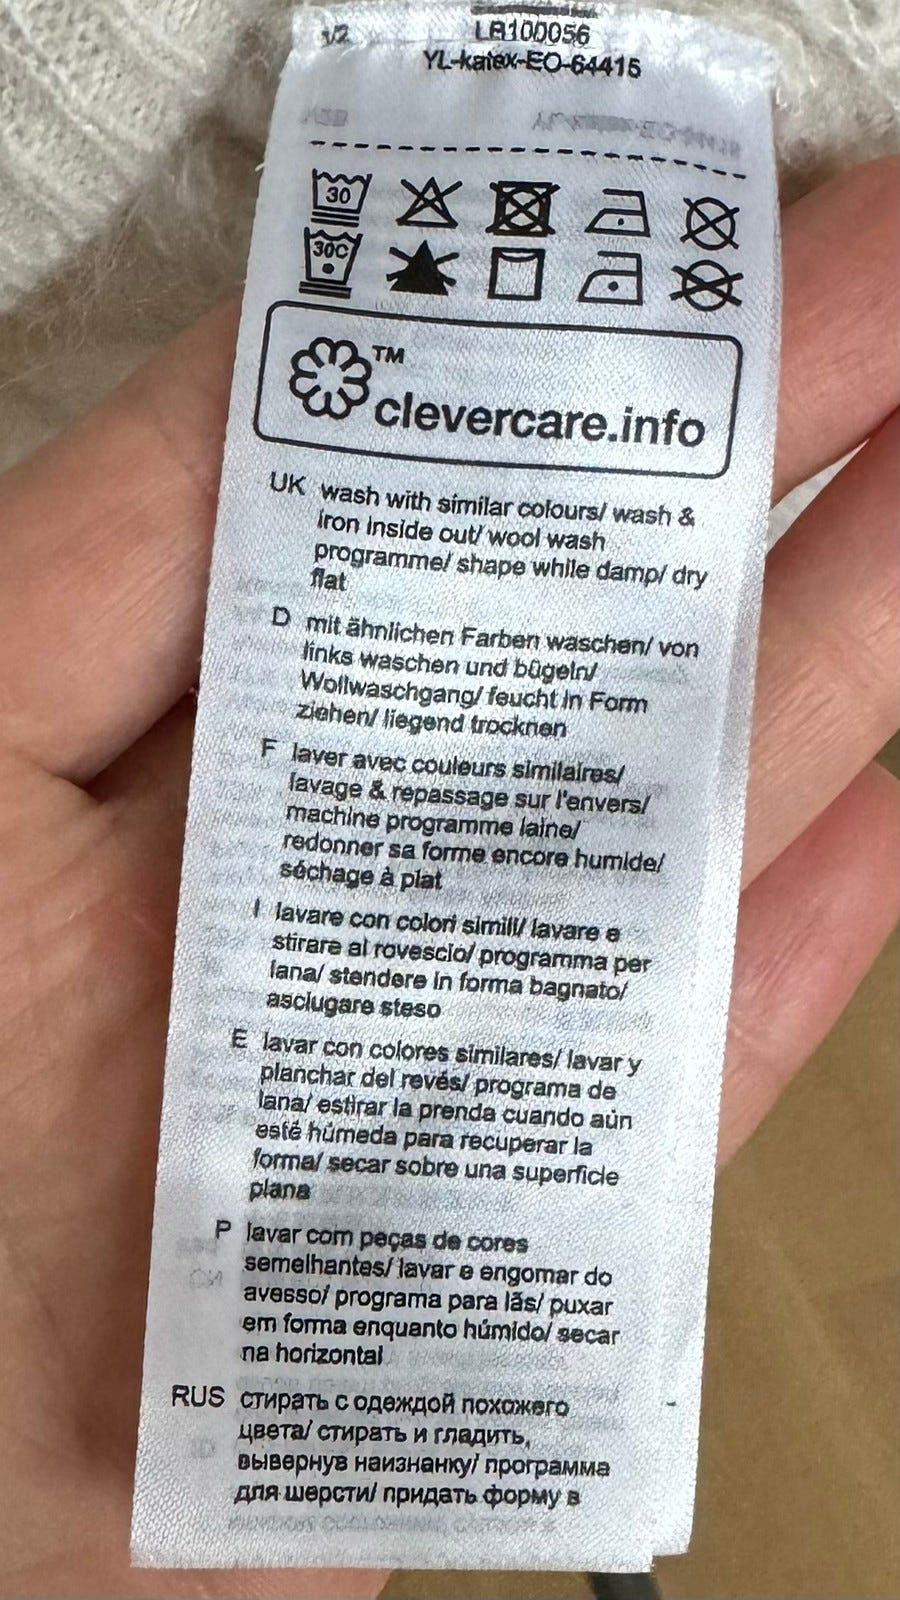 1/2
LR100056
YL-katex-EO-64415
30
30C
TM
clevercare.info
UK wash with similar colours/ wash &
iron inside out/ wool wash
programme/ shape while damp/ dry
flat
D mit ähnlichen Farben waschen/ von
links waschen und bügeln/
Wollwaschgang/ feucht in Form
ziehen/ liegend trocknen
F laver avec couleurs similaires/
lavage & repassage sur l'envers/
machine programme laine/
redonner sa forme encore humide/
séchage à plat
I lavare con colori simili/ lavare e
stirare al rovescio/ programma per
lana/ stendere in forma bagnato/
asciugare steso
E lavar con colores similares/ lavar y
planchar del revés/ programa de
lana/ estirar la prenda cuando aún
esté húmeda para recuperar la
forma/ secar sobre una superficie
plana
P lavar com peças de cores
semelhantes/ lavar e engomar do
avesso/ programa para lãs/ puxar
em forma enquanto húmido/ secar
na horizontal
RUS стирать с одеждой похожего
цвета/ стирать и гладить,
вывернув наизнанку/ программа
для шерсти/ придать форму в